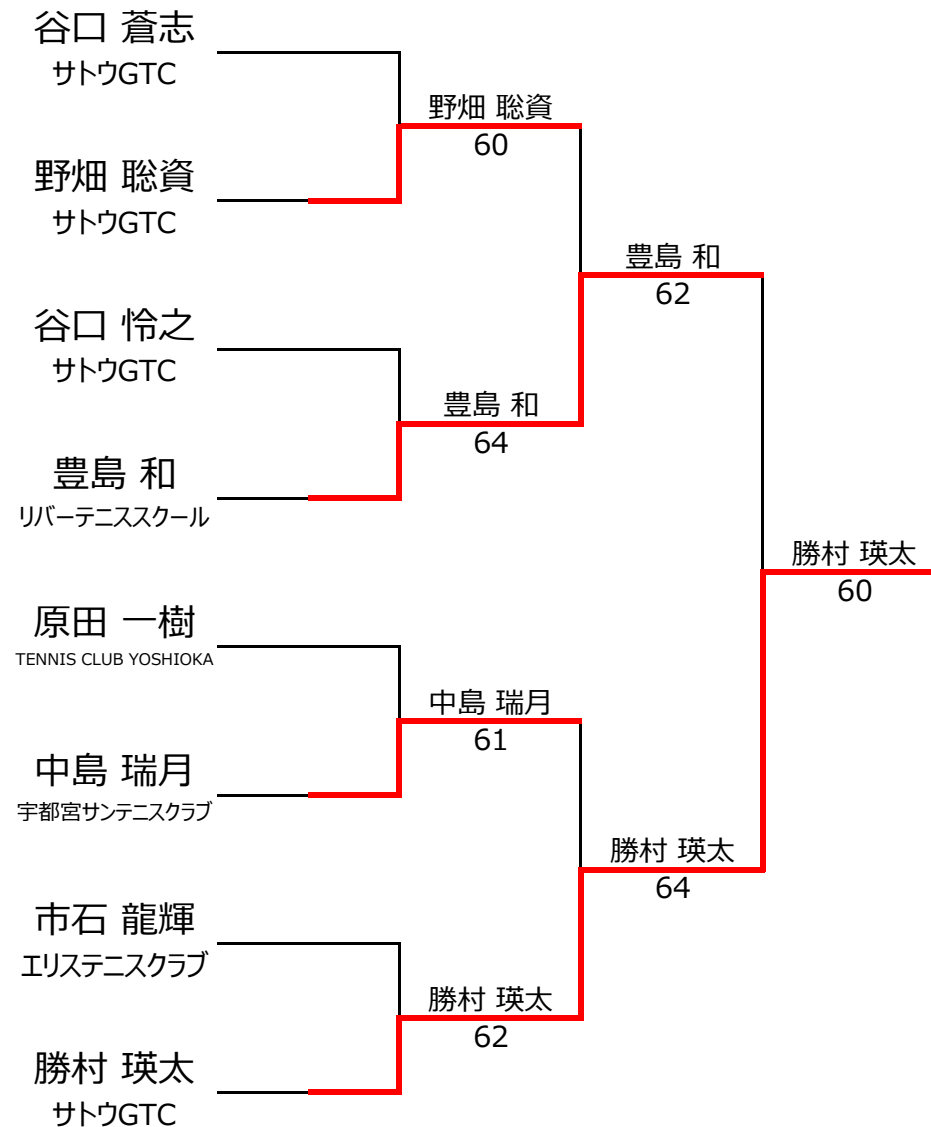 谷口 蒼志
サトウGTC
野畑 聡資
60
野畑 聡資
サトウGTC
豊島 和
62
谷口 怜之
サトウGTC
豊島 和
64
豊島 和
リバーテニススクール
勝村 瑛太
60
原田 一樹
TENNIS CLUB YOSHIOKA
中島 瑞月
61
中島 瑞月
宇都宮サンテニスクラブ
勝村 瑛太
64
市石 龍輝
エリステニスクラブ
勝村 瑛太
62
勝村 瑛太
サトウGTC